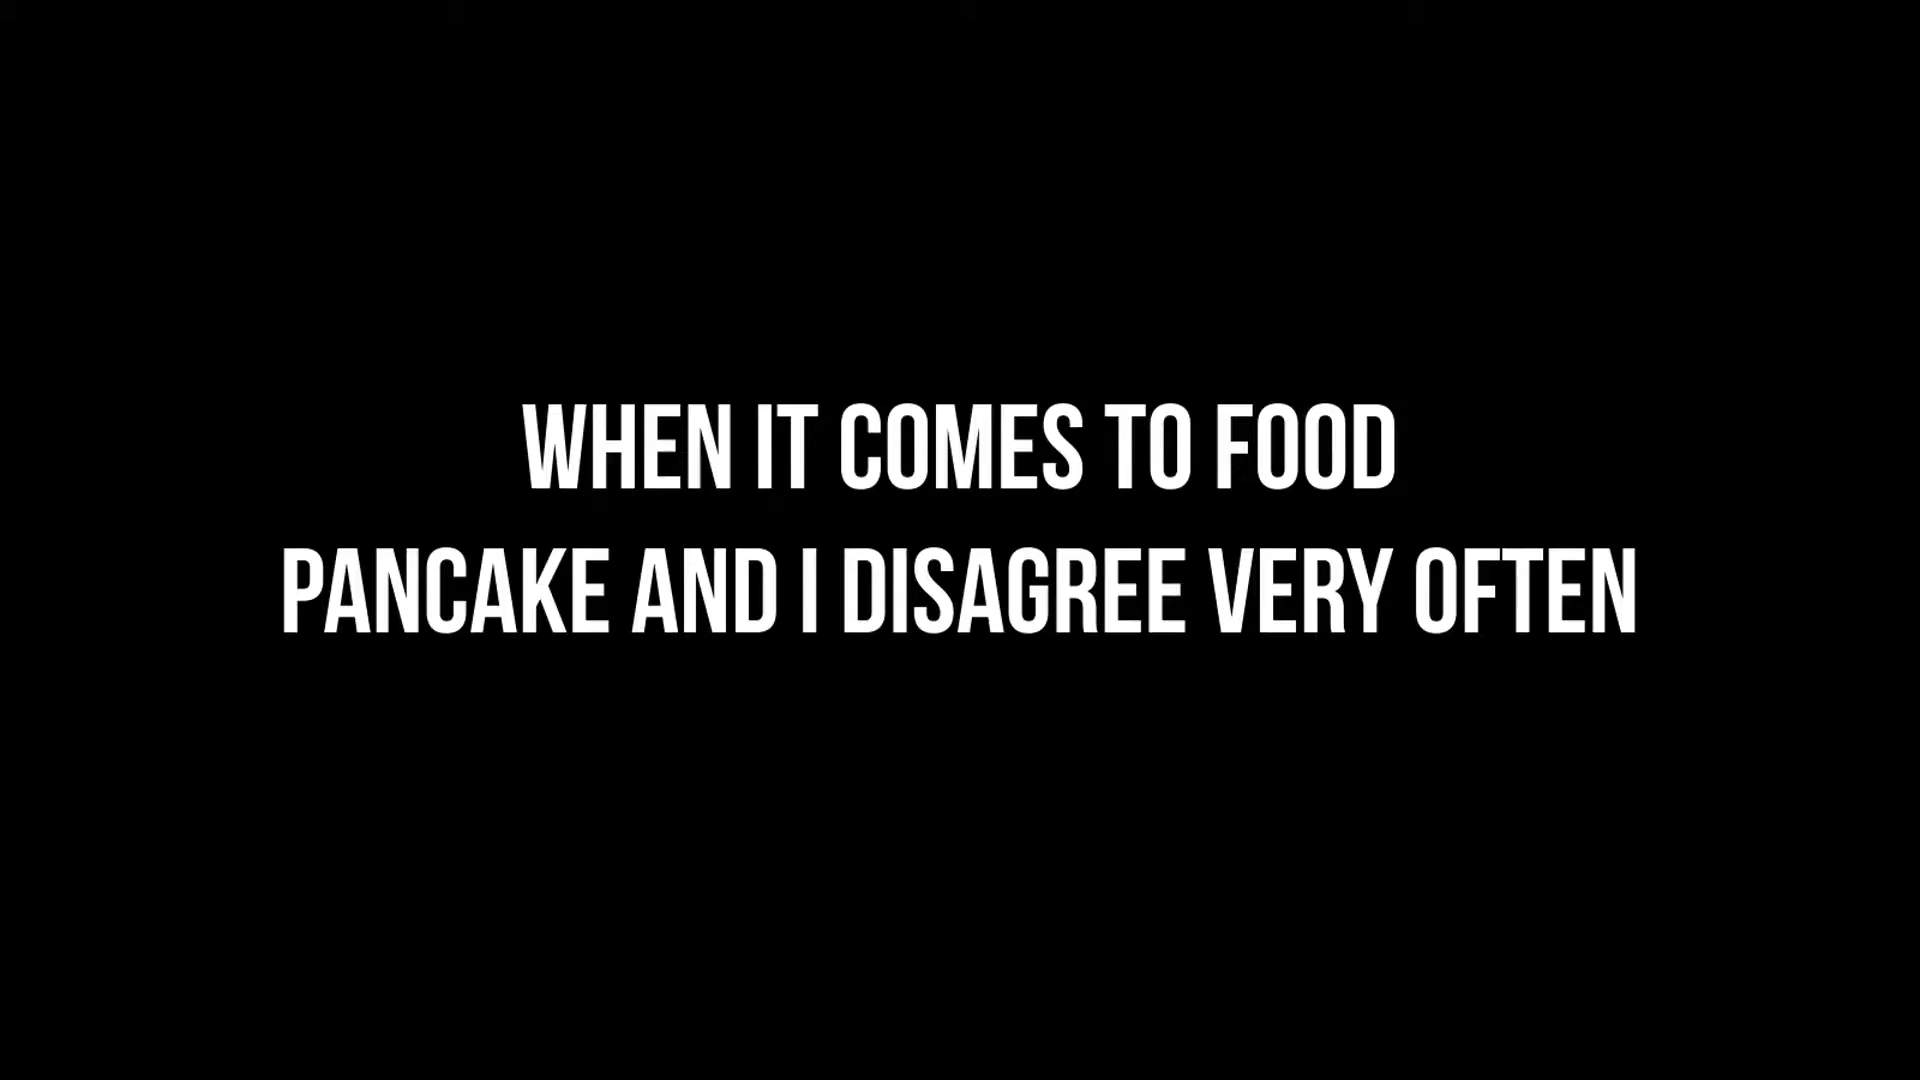 WHEN IT COMES TO FOOD
PANCAKE AND I DISAGREE VERY OFTEN